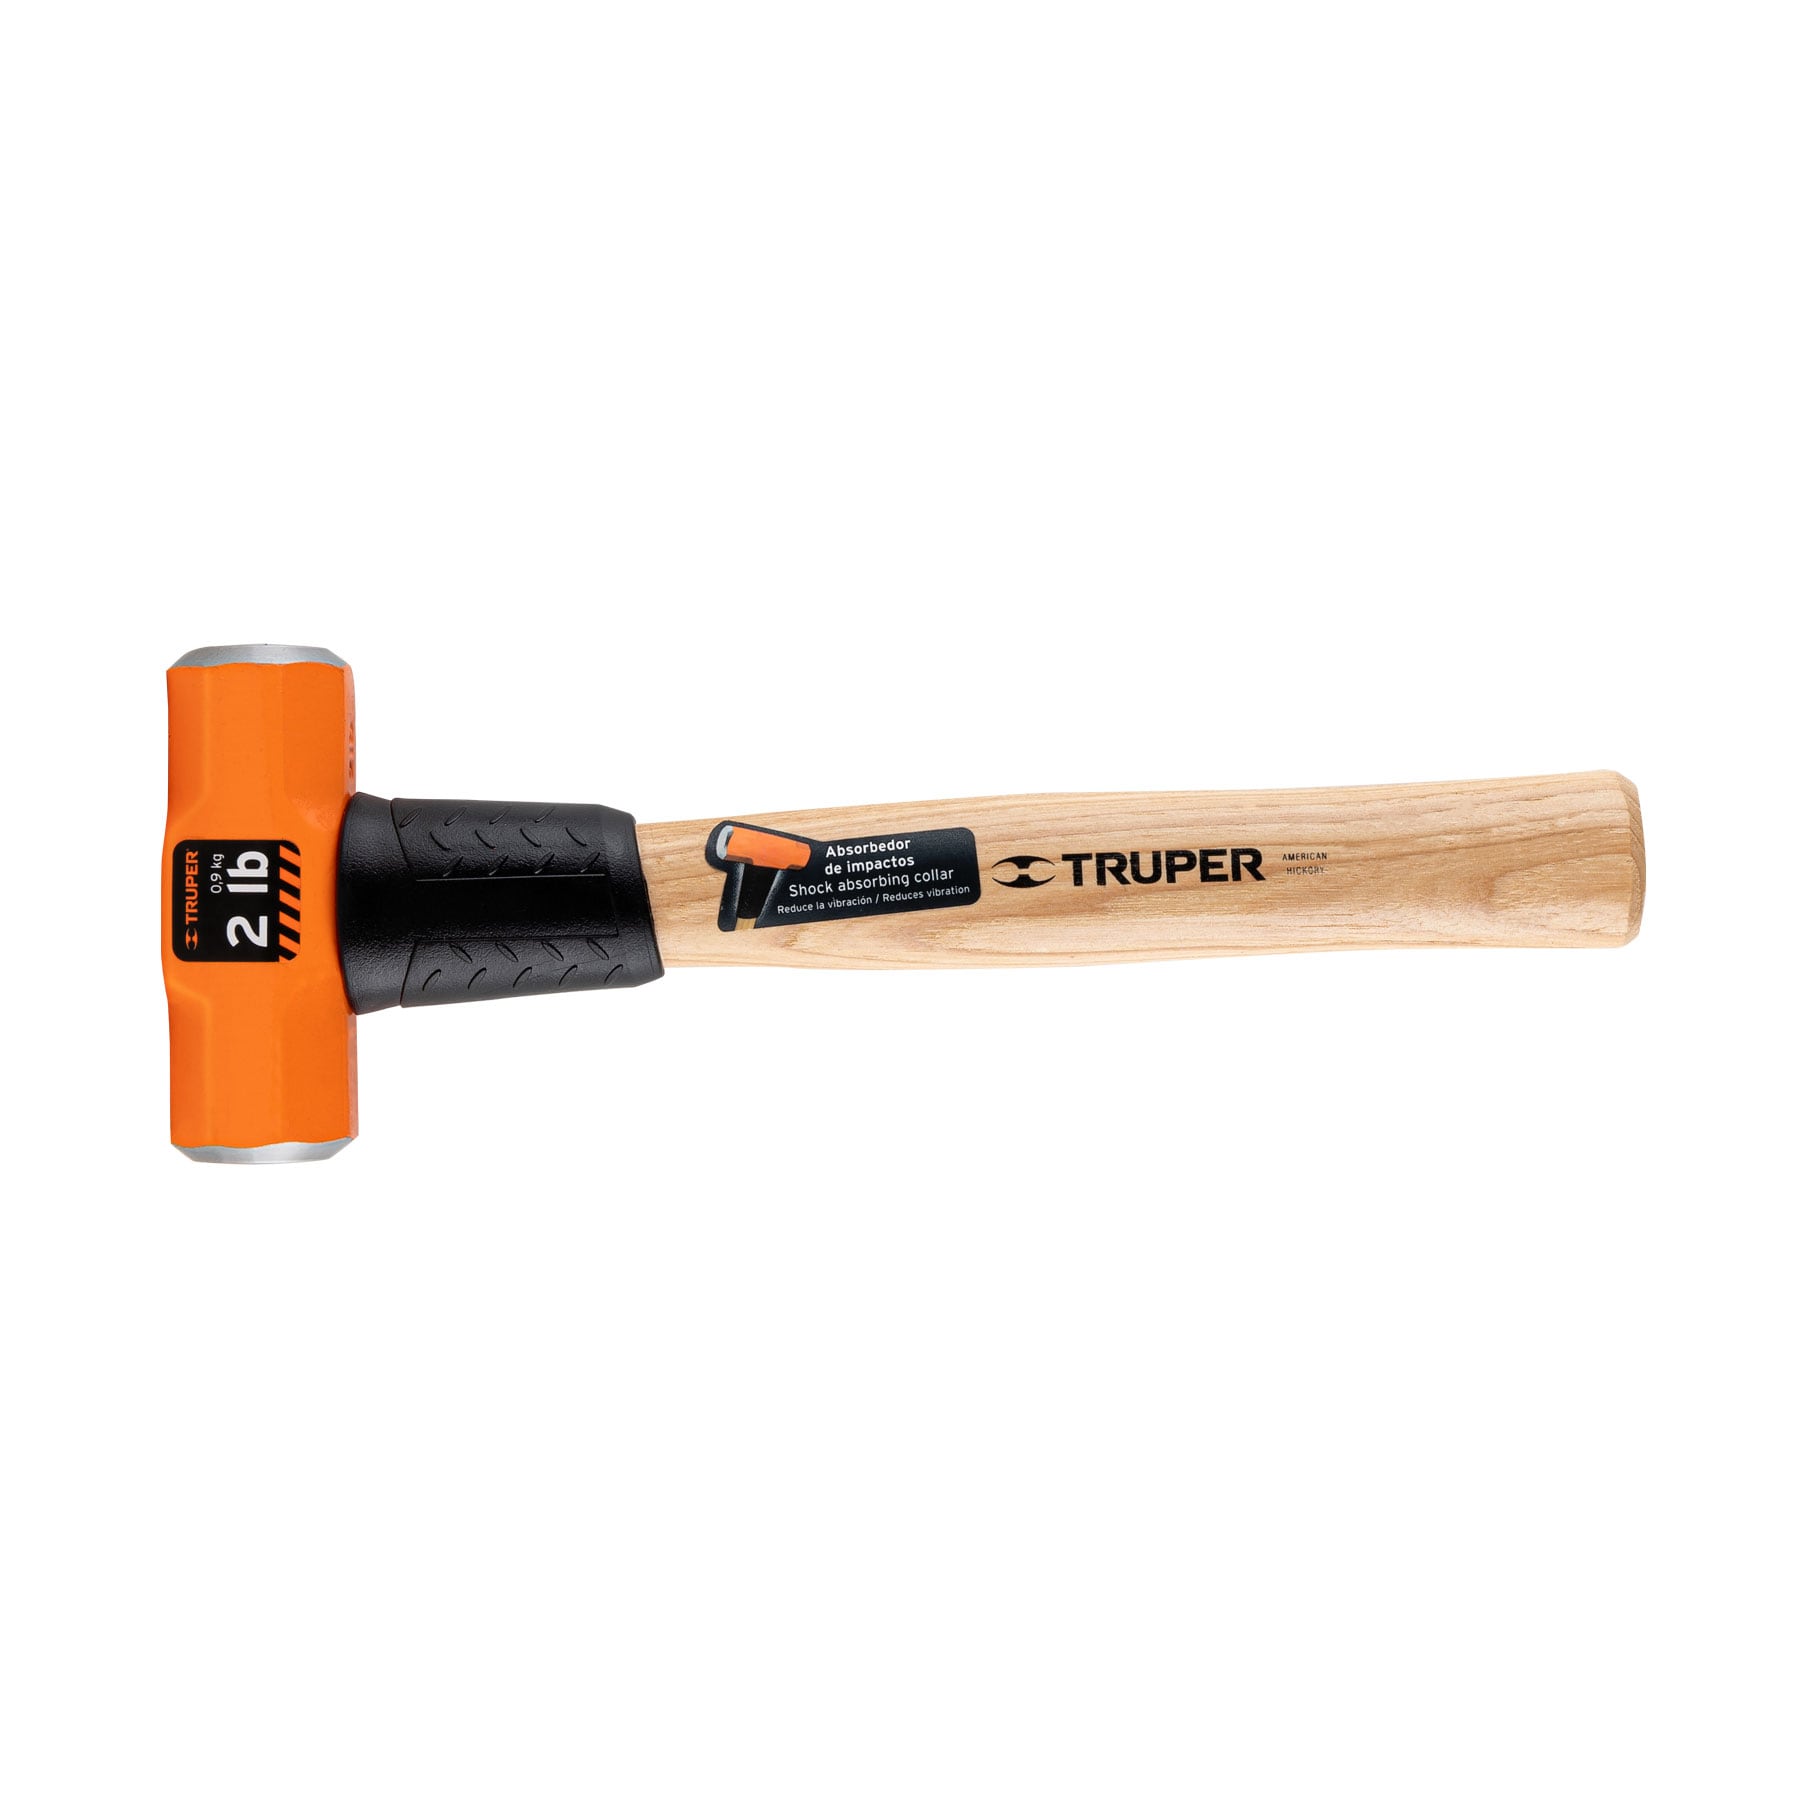 TRUPER
0,9 kg
2 lb
Absorbedor
de impactos
Shock absorbing collar
Reduce la vibración / Reduces vibration
TRUPER
AMERICAN
HICKORY